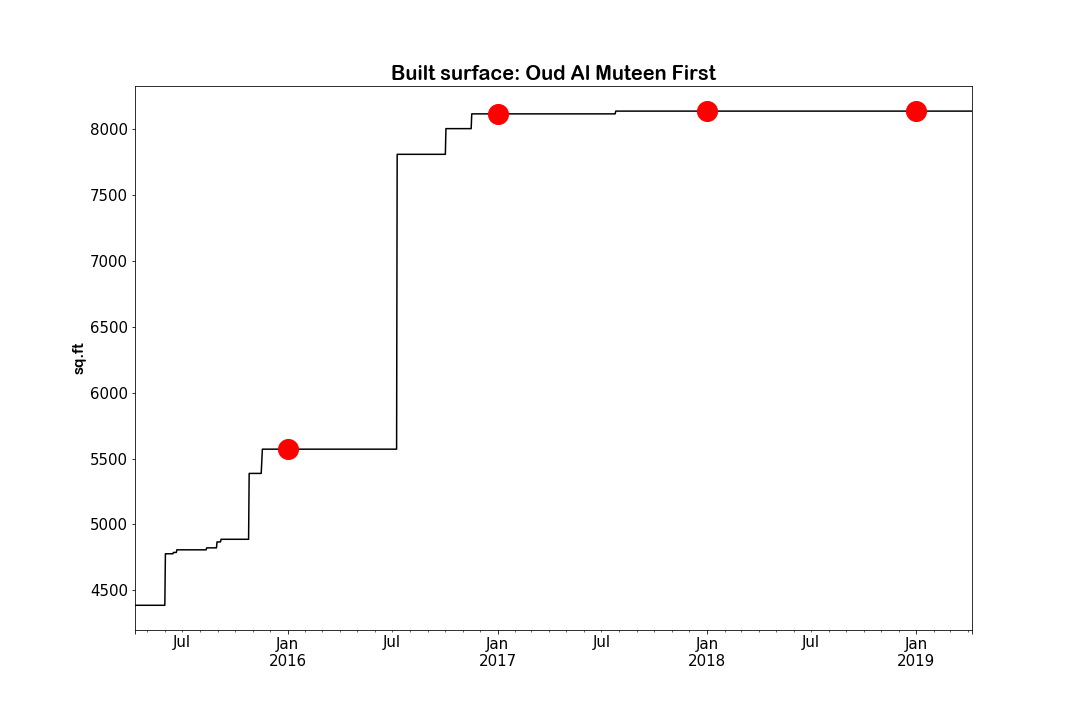 Built surface: Oud Al Muteen First
8000
7500
7000
6500
6000
5500
5000
4500
sq.ft
Jul
Jan
2016
Jul
Jan
2017
Jul
Jan
2018
Jul
Jan
2019